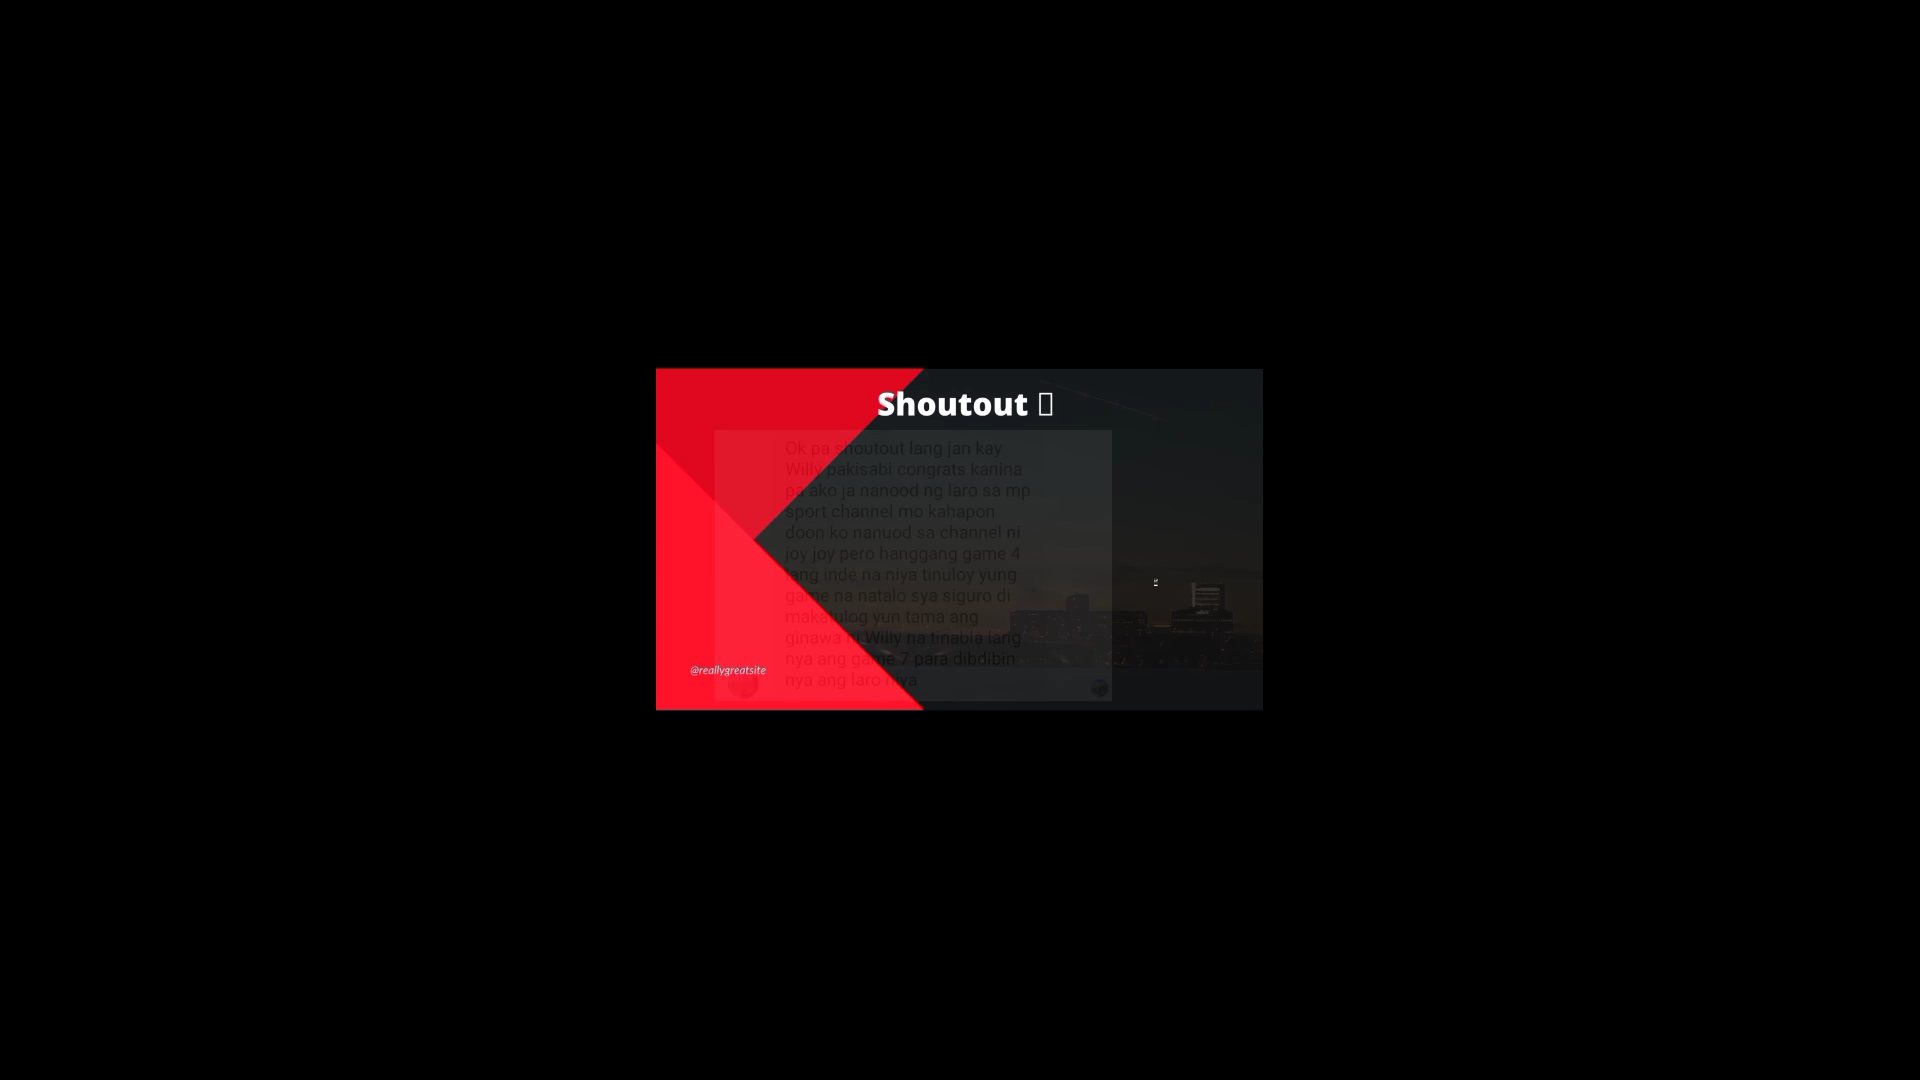 Shoutout
Ok pa shoutout lang jan kay
Willy pakisabi congrats kanina
pa ako ja nanood ng laro sa mp
sport channel mo kahapon
doon ko nanuod sa channel ni
joy joy pero hanggang game 4
lang inde na niya tinuloy yung
game na natalo sya siguro di
makatulog yun tama ang
ginawa ni Willy na tinabla lang
nya ang game 7 para dibdibin
nya ang laro niya
@reallygreatsite